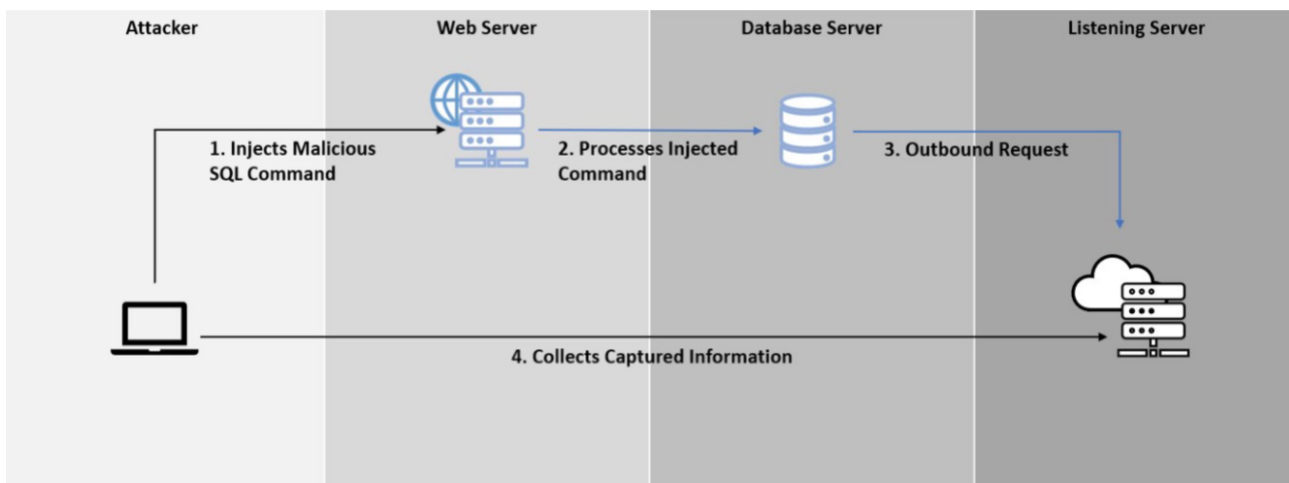 Attacker
Web Server
Database Server
Listening Server
1. Injects Malicious
SQL Command
2. Processes Injected
Command
3. Outbound Request
4. Collects Captured Information